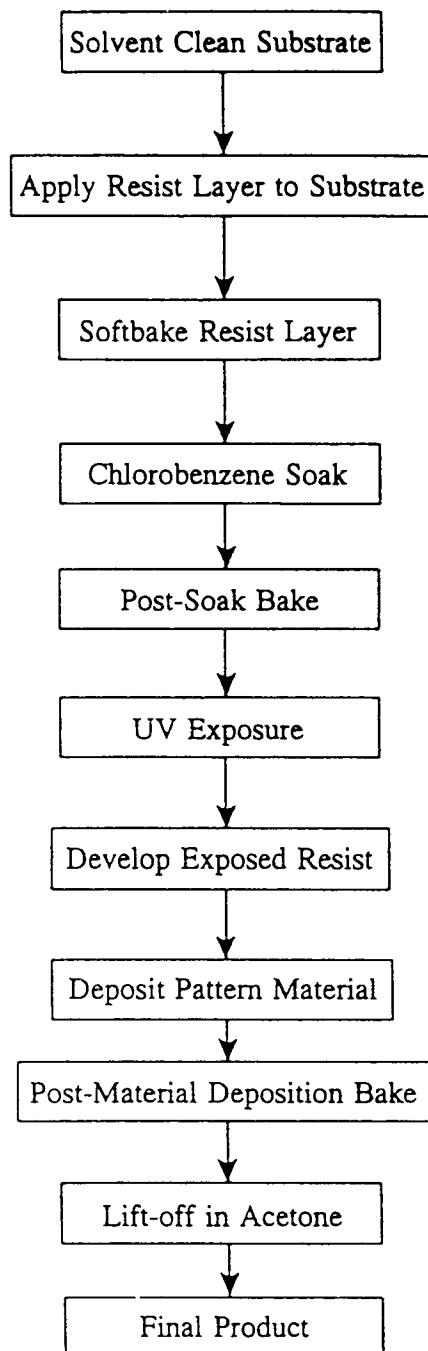 Solvent Clean Substrate
Apply Resist Layer to Substrate
Softbake Resist Layer
Chlorobenzene Soak
Post-Soak Bake
UV Exposure
Develop Exposed Resist
Deposit Pattern Material
Post-Material Deposition Bake
Lift-off in Acetone
Final Product